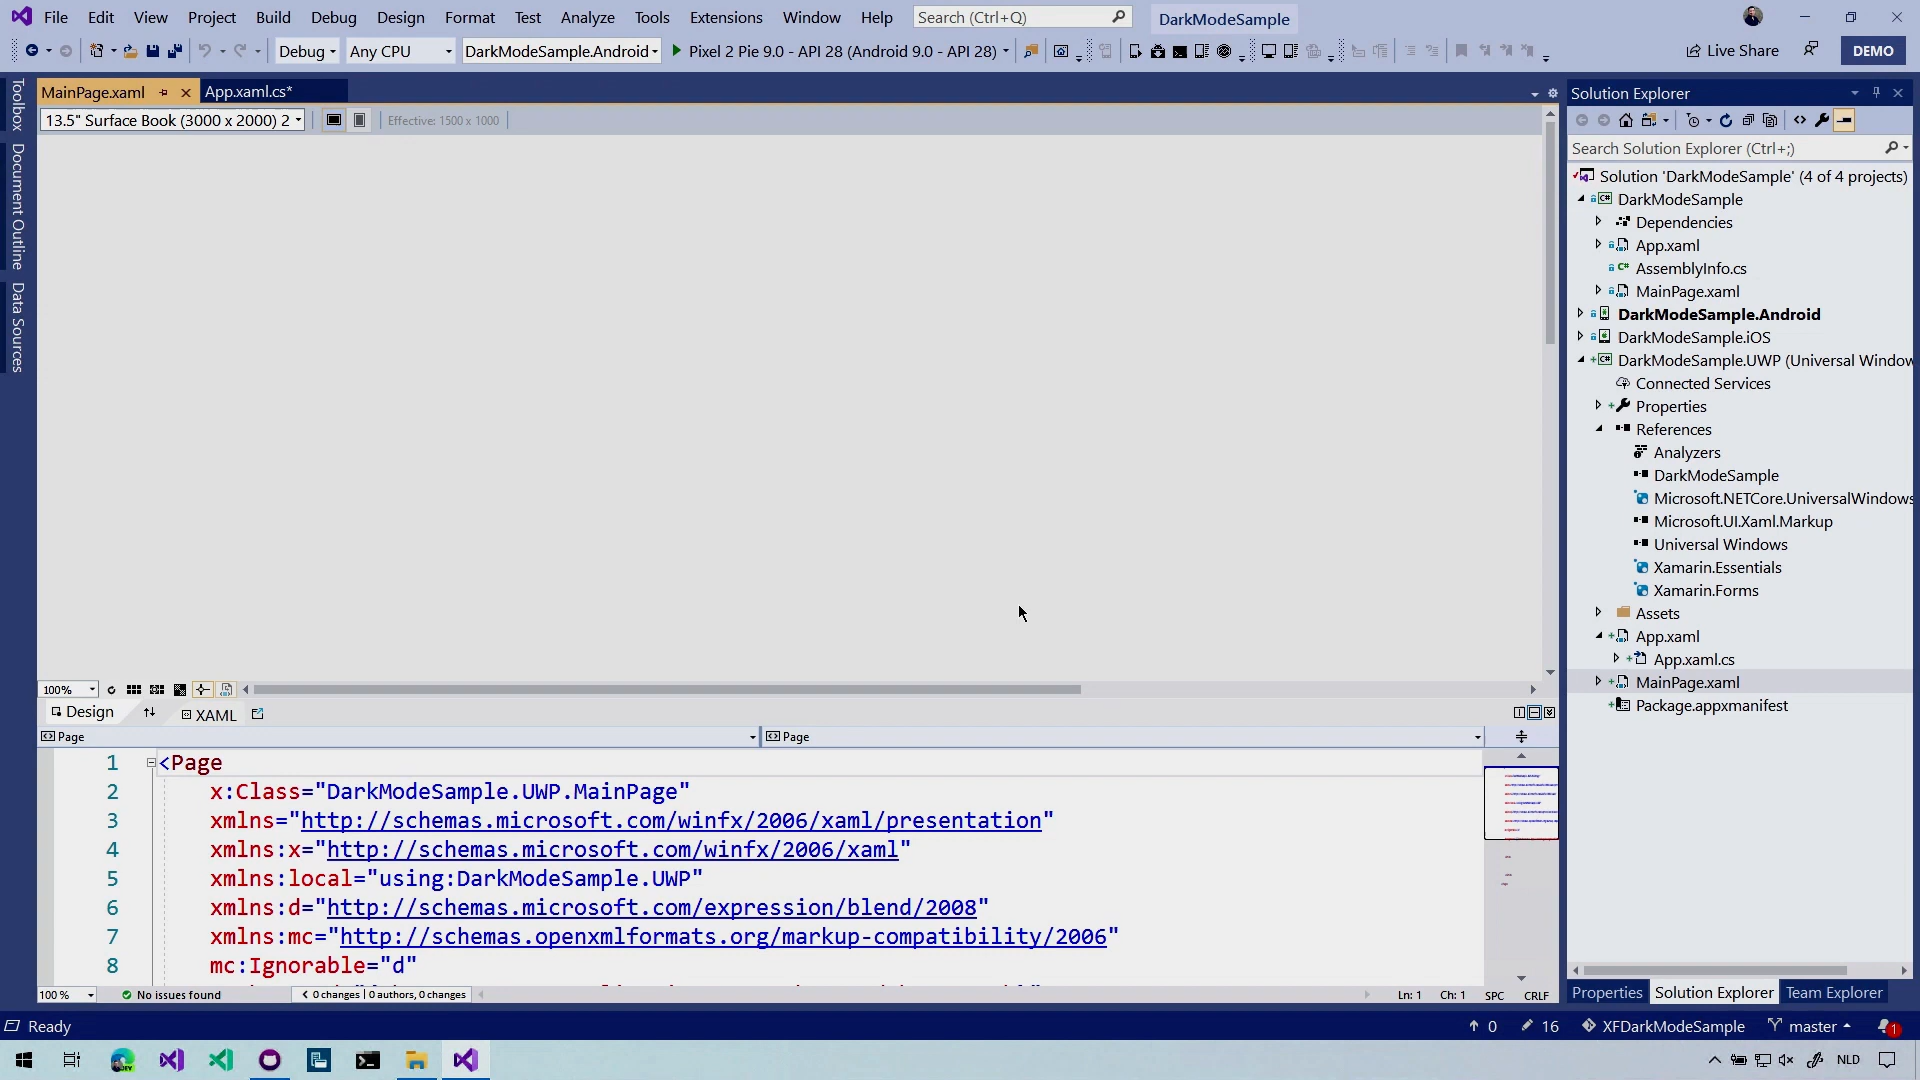 File Edit View Project Build Debug Design Format Test Analyze Tools Extensions Window Help Search (Ctrl+Q) DarkModeSample
Debug Any CPU DarkModeSample.Android Pixel 2 Pie 9.0 - API 28 (Android 9.0 - API 28) Live Share DEMO
Toolbox
Document Outline
Data Sources
MainPage.xaml App.xaml.cs*
13.5" Surface Book (3000 x 2000) 2 Effective: 1500 x 1000
100%
Design XAML
Page Page
1 <Page
2 x:Class="DarkModeSample.UWP.MainPage"
3 xmlns="http://schemas.microsoft.com/winfx/2006/xaml/presentation"
4 xmlns:x="http://schemas.microsoft.com/winfx/2006/xaml"
5 xmlns:local="using:DarkModeSample.UWP"
6 xmlns:d="http://schemas.microsoft.com/expression/blend/2008"
7 xmlns:mc="http://schemas.openxmlformats.org/markup-compatibility/2006"
8 mc:Ignorable="d"
100 % No issues found 0 changes | 0 authors, 0 changes Ln: 1 Ch: 1 SPC CRLF
Solution Explorer
Search Solution Explorer (Ctrl+;)
Solution 'DarkModeSample' (4 of 4 projects)
DarkModeSample
Dependencies
App.xaml
AssemblyInfo.cs
MainPage.xaml
DarkModeSample.Android
DarkModeSample.iOS
DarkModeSample.UWP (Universal Window
Connected Services
Properties
References
Analyzers
DarkModeSample
Microsoft.NETCore.UniversalWindows
Microsoft.UI.Xaml.Markup
Universal Windows
Xamarin.Essentials
Xamarin.Forms
Assets
App.xaml
App.xaml.cs
MainPage.xaml
Package.appxmanifest
Properties Solution Explorer Team Explorer
Ready 0 16 XFDarkModeSample master 1
NLD